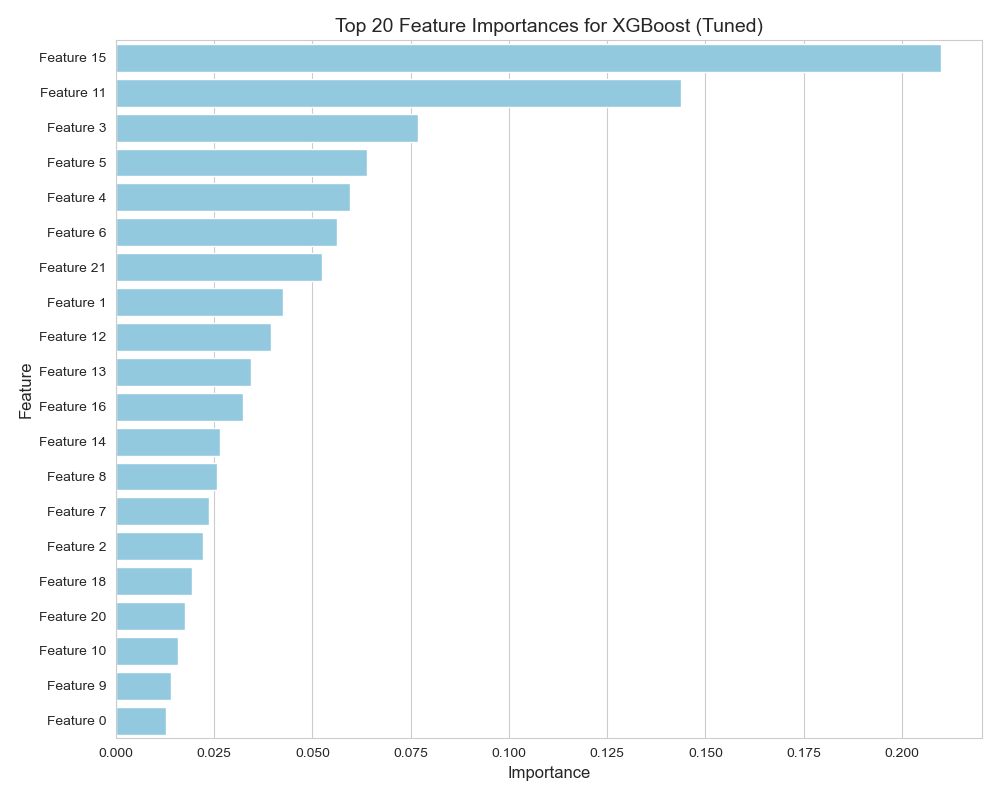 Top 20 Feature Importances for XGBoost (Tuned)
Feature
Feature 15
Feature 11
Feature 3
Feature 5
Feature 4
Feature 6
Feature 21
Feature 1
Feature 12
Feature 13
Feature 16
Feature 14
Feature 8
Feature 7
Feature 2
Feature 18
Feature 20
Feature 10
Feature 9
Feature 0
0.000 0.025 0.050 0.075 0.100 0.125 0.150 0.175 0.200
Importance